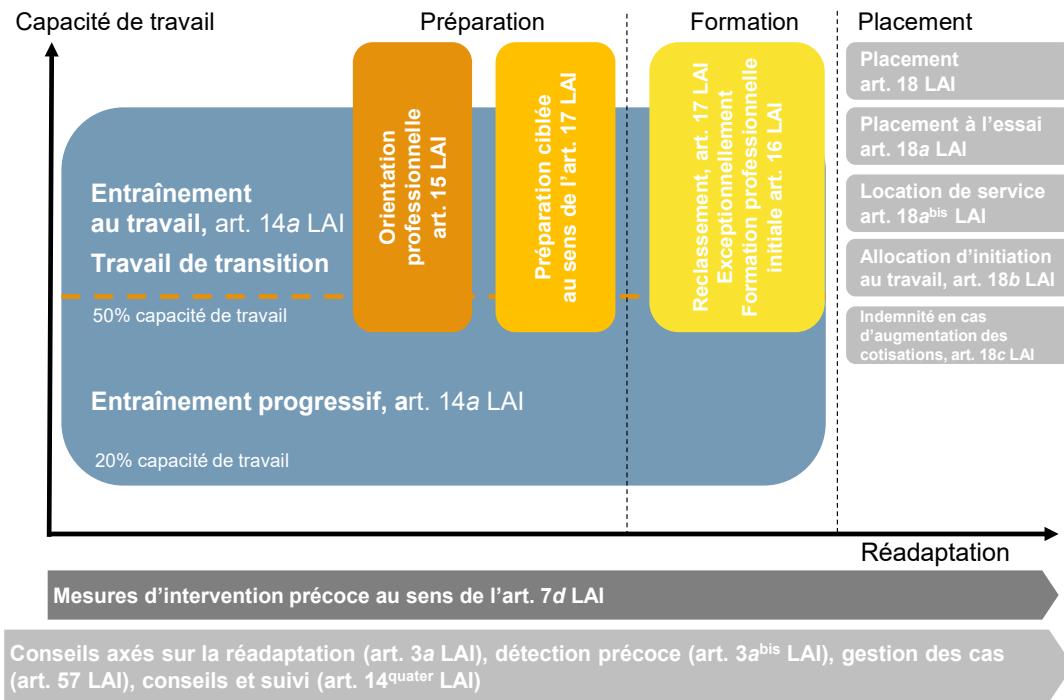 Capacité de travail
Préparation
Formation
Placement
Orientation
professionnelle
art. 15 LAI
Préparation ciblée
au sens de l’art. 17 LAI
Reclassement, art. 17 LAI
Exceptionnellement
Formation professionnelle
initiale art. 16 LAI
Placement
art. 18 LAI
Placement à l’essai
art. 18a LAI
Location de service
art. 18a^bis LAI
Allocation d’initiation
au travail, art. 18b LAI
Indemnité en cas
d’augmentation des
cotisations, art. 18c LAI
Entraînement
au travail, art. 14a LAI
Travail de transition
50% capacité de travail
Entraînement progressif, art. 14a LAI
20% capacité de travail
Réadaptation
Mesures d’intervention précoce au sens de l’art. 7d LAI
Conseils axés sur la réadaptation (art. 3a LAI), détection précoce (art. 3a^bis LAI), gestion des cas
(art. 57 LAI), conseils et suivi (art. 14^quater LAI)